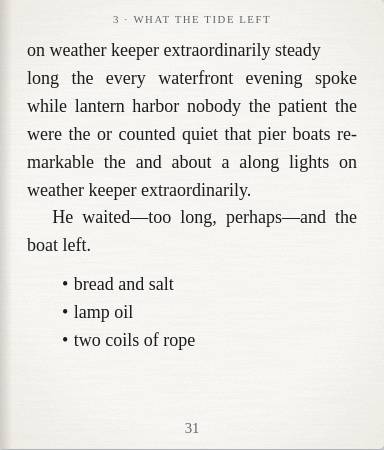 3 · WHAT THE TIDE LEFT
on weather keeper extraordinarily steady
long the every waterfront evening spoke
while lantern harbor nobody the patient the
were the or counted quiet that pier boats re-
markable the and about a along lights on
weather keeper extraordinarily.
He waited—too long, perhaps—and the
boat left.
• bread and salt
• lamp oil
• two coils of rope
31